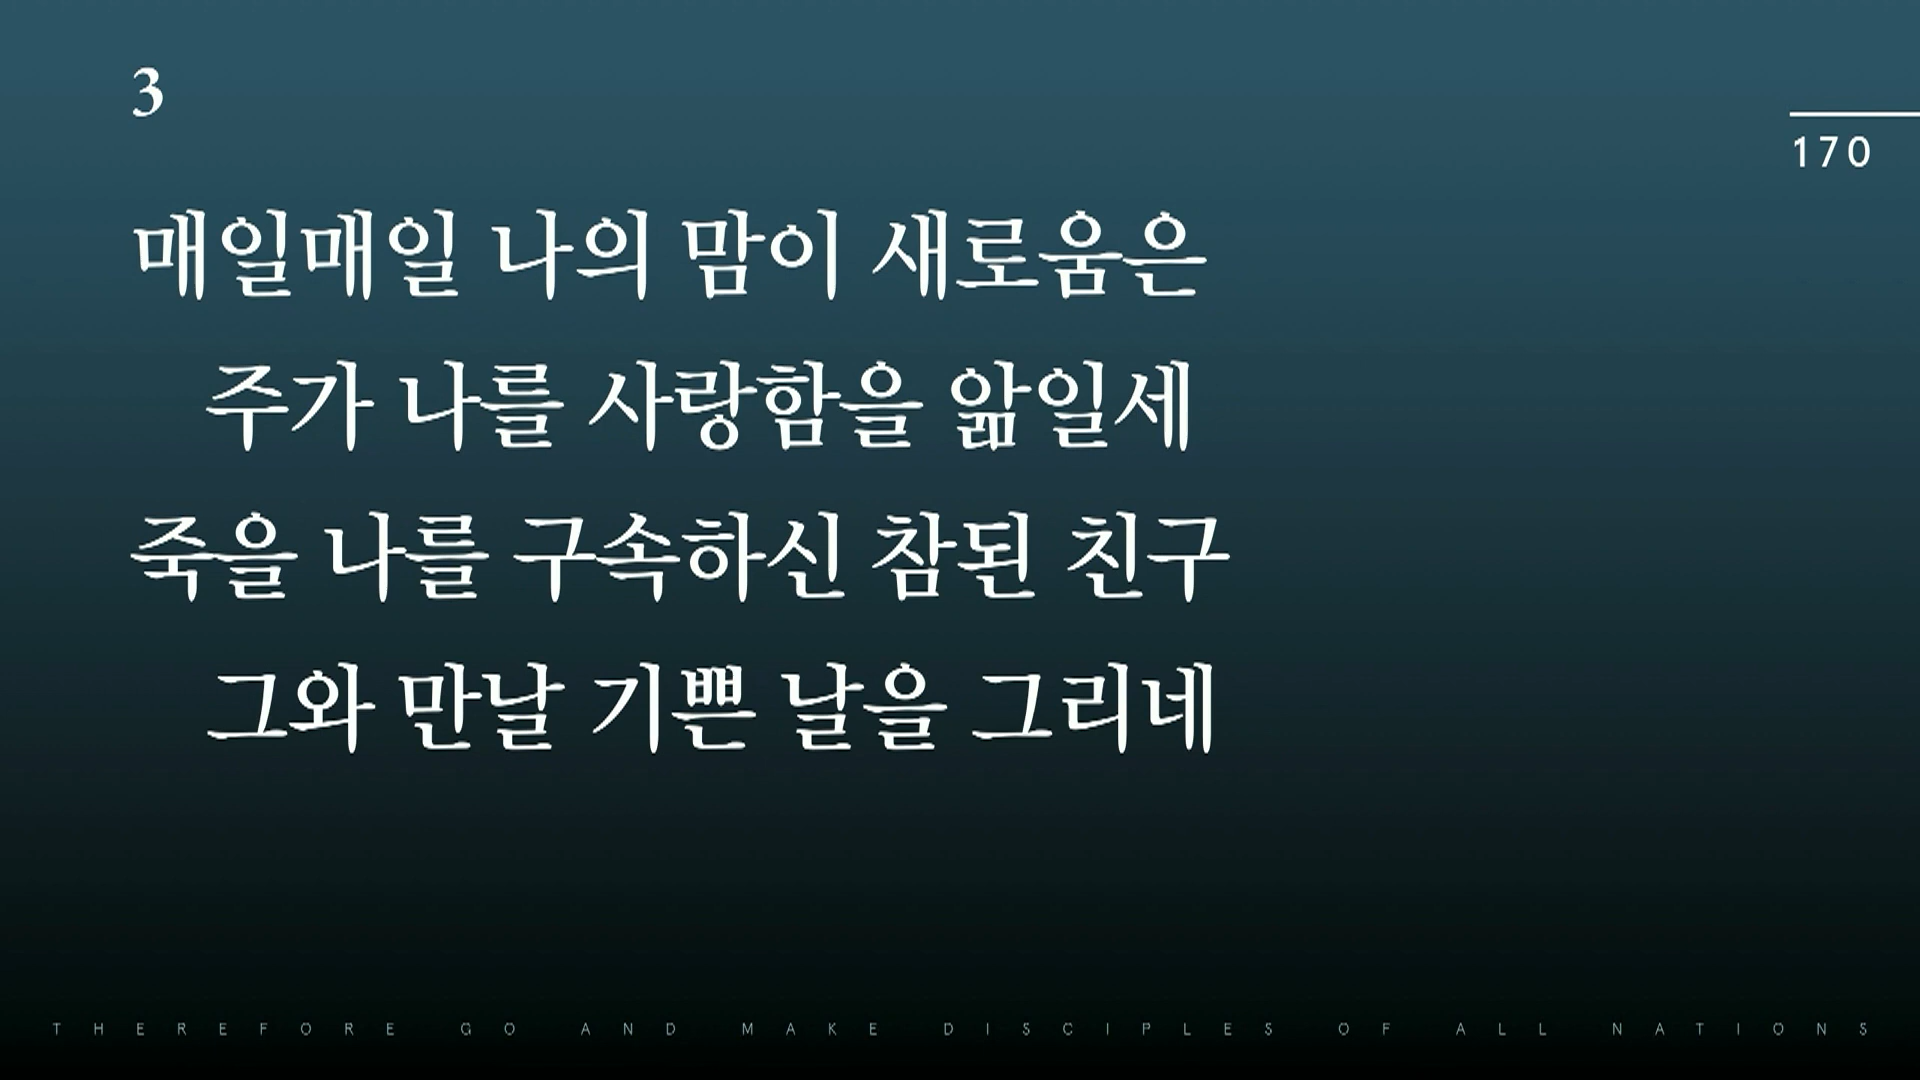 3
170
매일매일 나의 맘이 새로움은
주가 나를 사랑함을 앎일세
죽을 나를 구속하신 참된 친구
그와 만날 기쁜 날을 그리네
THEREFORE GO AND MAKE DISCIPLES OF ALL NATIONS